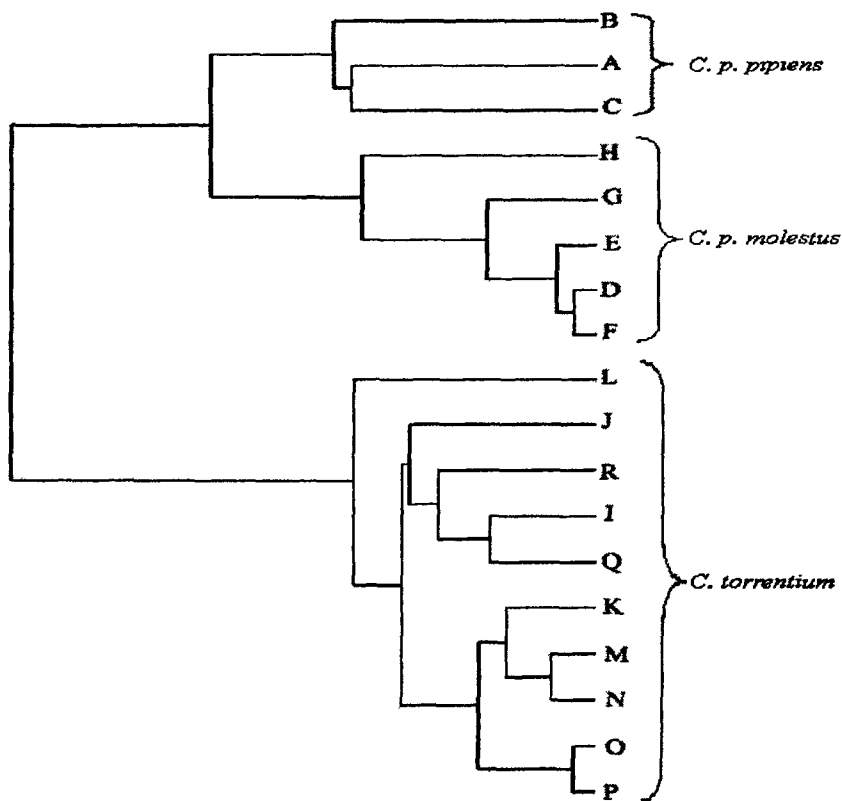 B
A
C. p. pipiens
C
H
G
E
C. p. molestus
D
F
L
J
R
I
Q
C. torrentium
K
M
N
O
P